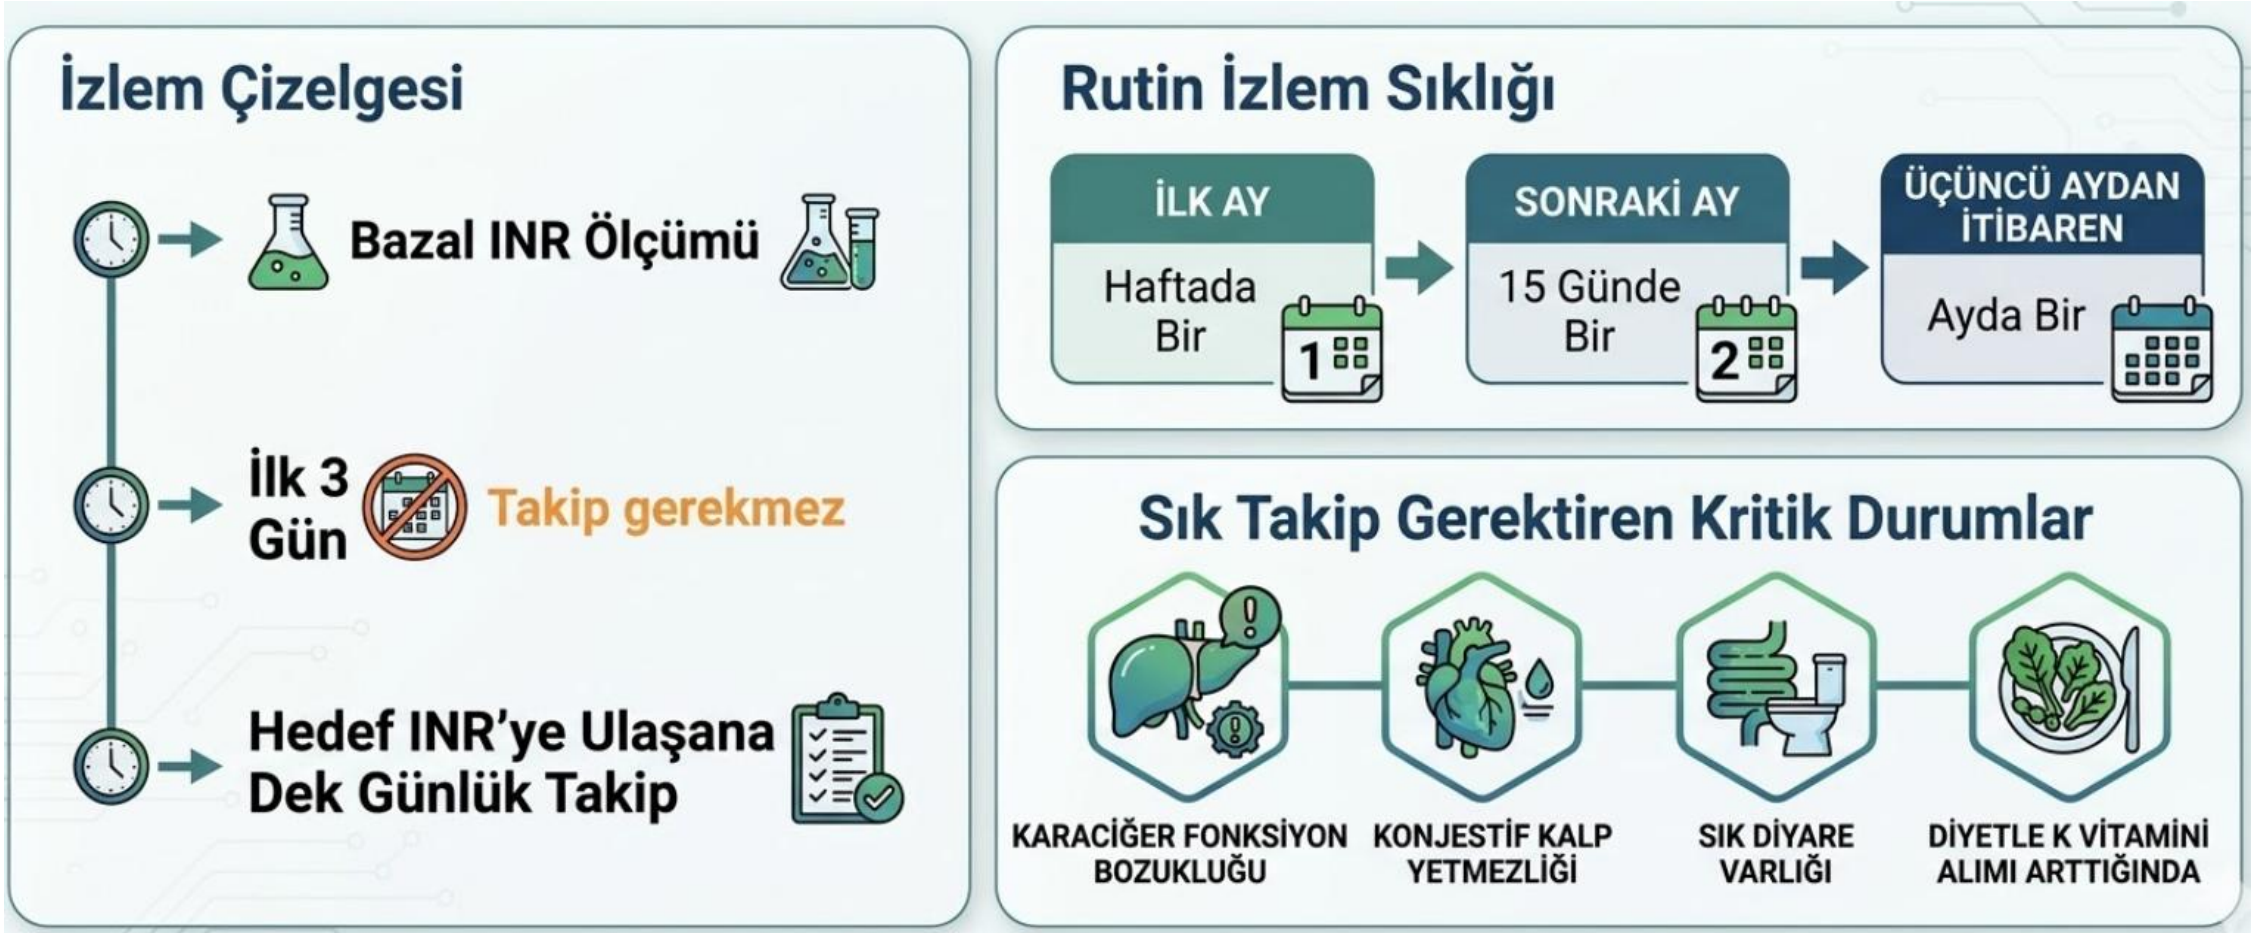 İzlem Çizelgesi
Bazal INR Ölçümü
İlk 3
Gün
Takip gerekmez
Hedef INR'ye Ulaşana
Dek Günlük Takip
Rutin İzlem Sıklığı
İLK AY
Haftada
Bir
1
SONRAKİ AY
15 Günde
Bir
2
ÜÇÜNCÜ AYDAN
İTİBAREN
Ayda Bir
Sık Takip Gerektiren Kritik Durumlar
KARACİĞER FONKSİYON
BOZUKLUĞU
KONJESTİF KALP
YETMEZLİĞİ
SIK DİYARE
VARLIĞI
DİYETLE K VİTAMİNİ
ALIMI ARTTIĞINDA